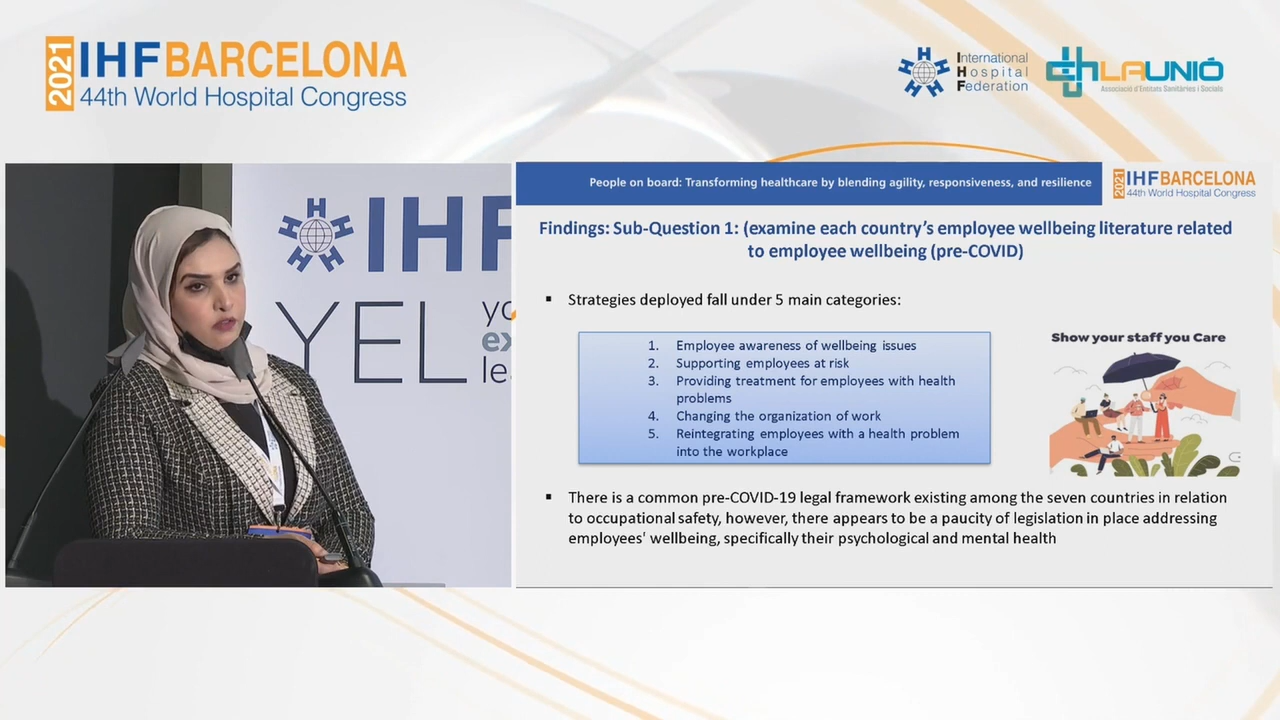 2021 IHFBARCELONA
44th World Hospital Congress
International
Hospital
Federation
LAUNIÓ
Associació d'Entitats Sanitàries i Socials
IHF
YEL
People on board: Transforming healthcare by blending agility, responsiveness, and resilience
2021 IHFBARCELONA
44th World Hospital Congress
Findings: Sub-Question 1: (examine each country's employee wellbeing literature related
to employee wellbeing (pre-COVID)
▪ Strategies deployed fall under 5 main categories:
1. Employee awareness of wellbeing issues
2. Supporting employees at risk
3. Providing treatment for employees with health
problems
4. Changing the organization of work
5. Reintegrating employees with a health problem
into the workplace
Show your staff you Care
▪ There is a common pre-COVID-19 legal framework existing among the seven countries in relation
to occupational safety, however, there appears to be a paucity of legislation in place addressing
employees' wellbeing, specifically their psychological and mental health